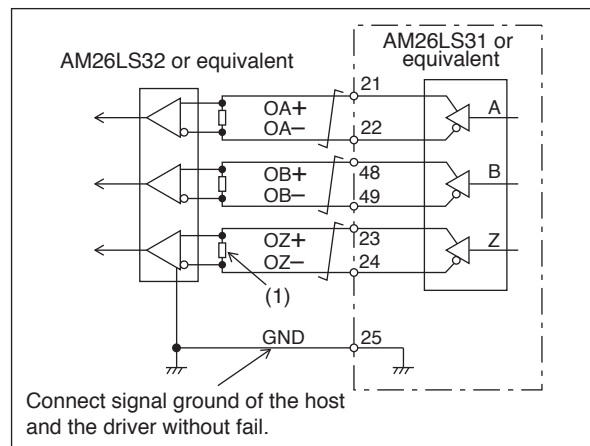 AM26LS31 or
equivalent
AM26LS32 or equivalent
21
OA+
A
OA−
22
OB+
48
B
OB−
49
OZ+
23
Z
OZ−
24
(1)
GND
25
Connect signal ground of the host
and the driver without fail.